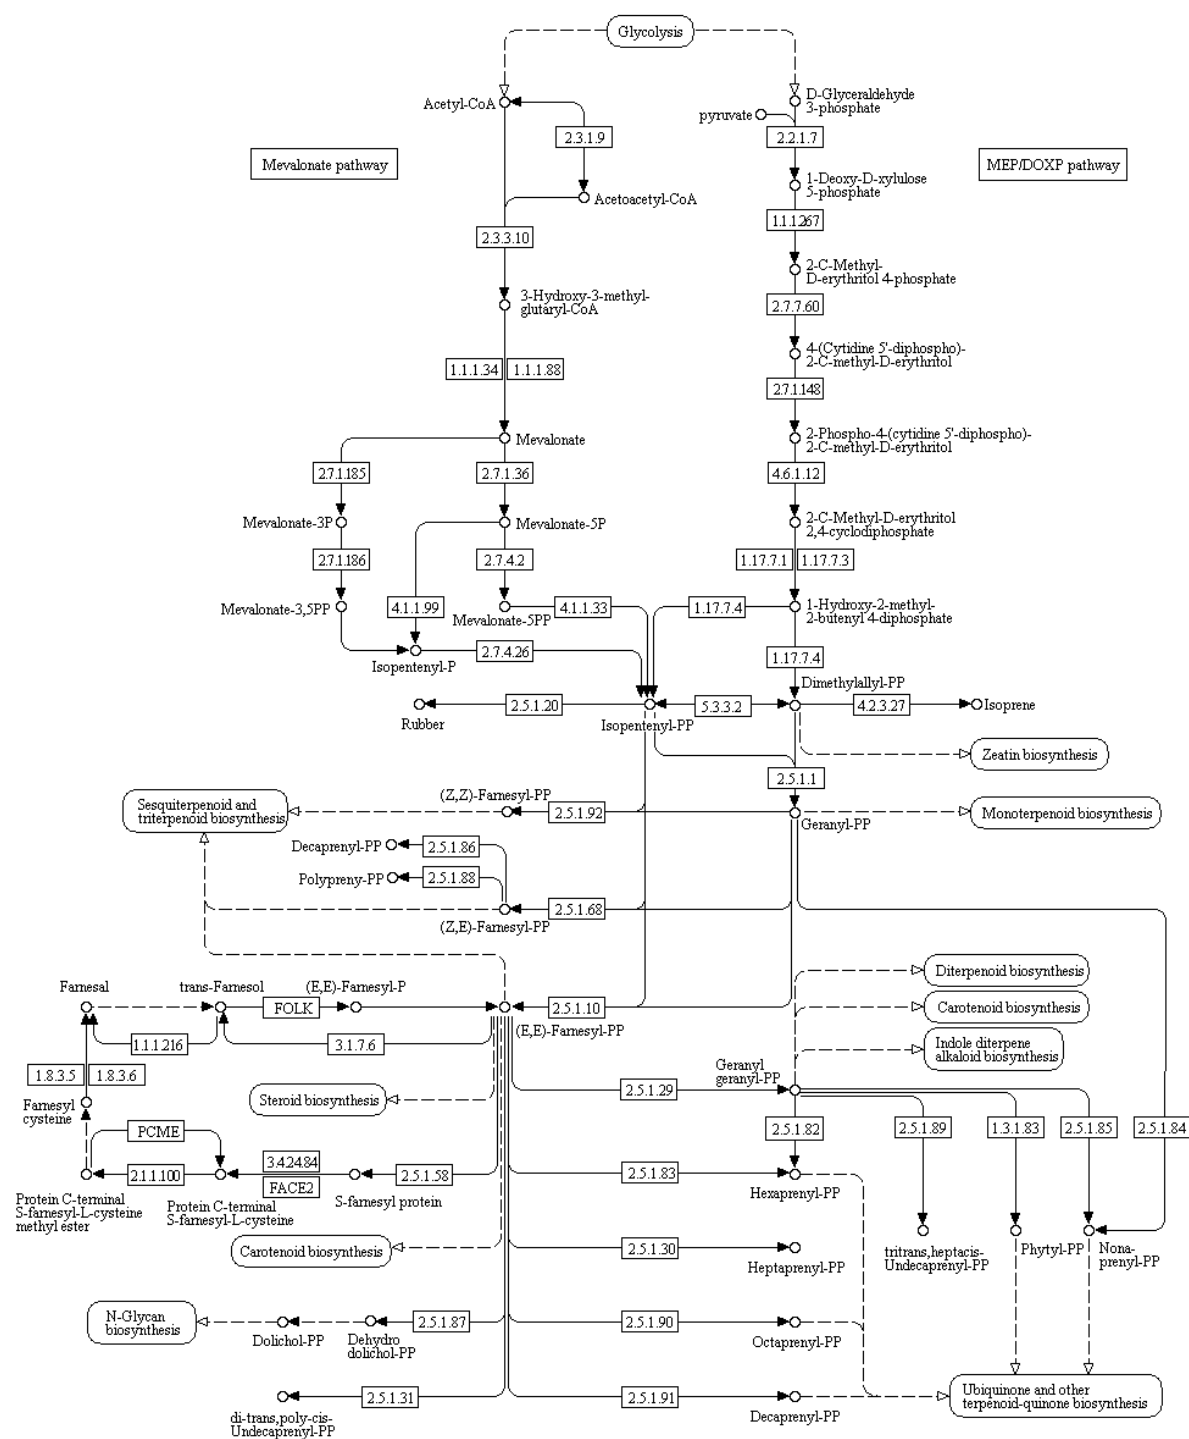 Glycolysis
Acetyl-CoA
D-Glyceraldehyde
3-phosphate
pyruvate
2.3.1.9
2.2.1.7
Mevalonate pathway
MEP/DOXP pathway
1-Deoxy-D-xylulose
5-phosphate
Acetoacetyl-CoA
1.1.1.267
2.3.3.10
2-C-Methyl-
D-erythritol 4-phosphate
3-Hydroxy-3-methyl-
glutaryl-CoA
2.7.7.60
4-(Cytidine 5'-diphospho)-
2-C-methyl-D-erythritol
1.1.1.34
1.1.1.88
2.7.1.148
Mevalonate
2-Phospho-4-(cytidine 5'-diphospho)-
2-C-methyl-D-erythritol
2.7.1.185
2.7.1.36
4.6.1.12
Mevalonate-3P
Mevalonate-5P
2-C-Methyl-D-erythritol
2,4-cyclodiphosphate
2.7.1.186
2.7.4.2
1.17.7.1
1.17.7.3
Mevalonate-3,5PP
4.1.1.99
Mevalonate-5PP
4.1.1.33
1.17.7.4
1-Hydroxy-2-methyl-
2-butenyl 4-diphosphate
Isopentenyl-P
2.7.4.26
1.17.7.4
Dimethylallyl-PP
Rubber
2.5.1.20
Isopentenyl-PP
5.3.3.2
4.2.3.27
Isoprene
Zeatin biosynthesis
2.5.1.1
Sesquiterpenoid and
triterpenoid biosynthesis
(Z,Z)-Farnesyl-PP
2.5.1.92
Geranyl-PP
Monoterpenoid biosynthesis
Decaprenyl-PP
2.5.1.86
Polypreny-PP
2.5.1.88
(Z,E)-Farnesyl-PP
2.5.1.68
Diterpenoid biosynthesis
Farnesal
trans-Farnesol
(E,E)-Farnesyl-P
FOLK
2.5.1.10
(E,E)-Farnesyl-PP
Carotenoid biosynthesis
1.1.1.216
3.1.7.6
Indole diterpene
alkaloid biosynthesis
1.8.3.5
1.8.3.6
Geranyl
geranyl-PP
Farnesyl
cysteine
Steroid biosynthesis
2.5.1.29
PCME
2.5.1.82
2.5.1.89
1.3.1.83
2.5.1.85
2.5.1.84
2.1.1.100
3.4.24.84
FACE2
2.5.1.58
2.5.1.83
Protein C-terminal
S-farnesyl-L-cysteine
methyl ester
Protein C-terminal
S-farnesyl-L-cysteine
S-farnesyl protein
Hexaprenyl-PP
Carotenoid biosynthesis
2.5.1.30
Heptaprenyl-PP
tritrans,heptacis-
Undecaprenyl-PP
Phytyl-PP
Nona-
prenyl-PP
N-Glycan
biosynthesis
Dolichol-PP
Dehydro
dolichol-PP
2.5.1.87
2.5.1.90
Octaprenyl-PP
2.5.1.31
di-trans,poly-cis-
Undecaprenyl-PP
2.5.1.91
Decaprenyl-PP
Ubiquinone and other
terpenoid-quinone biosynthesis